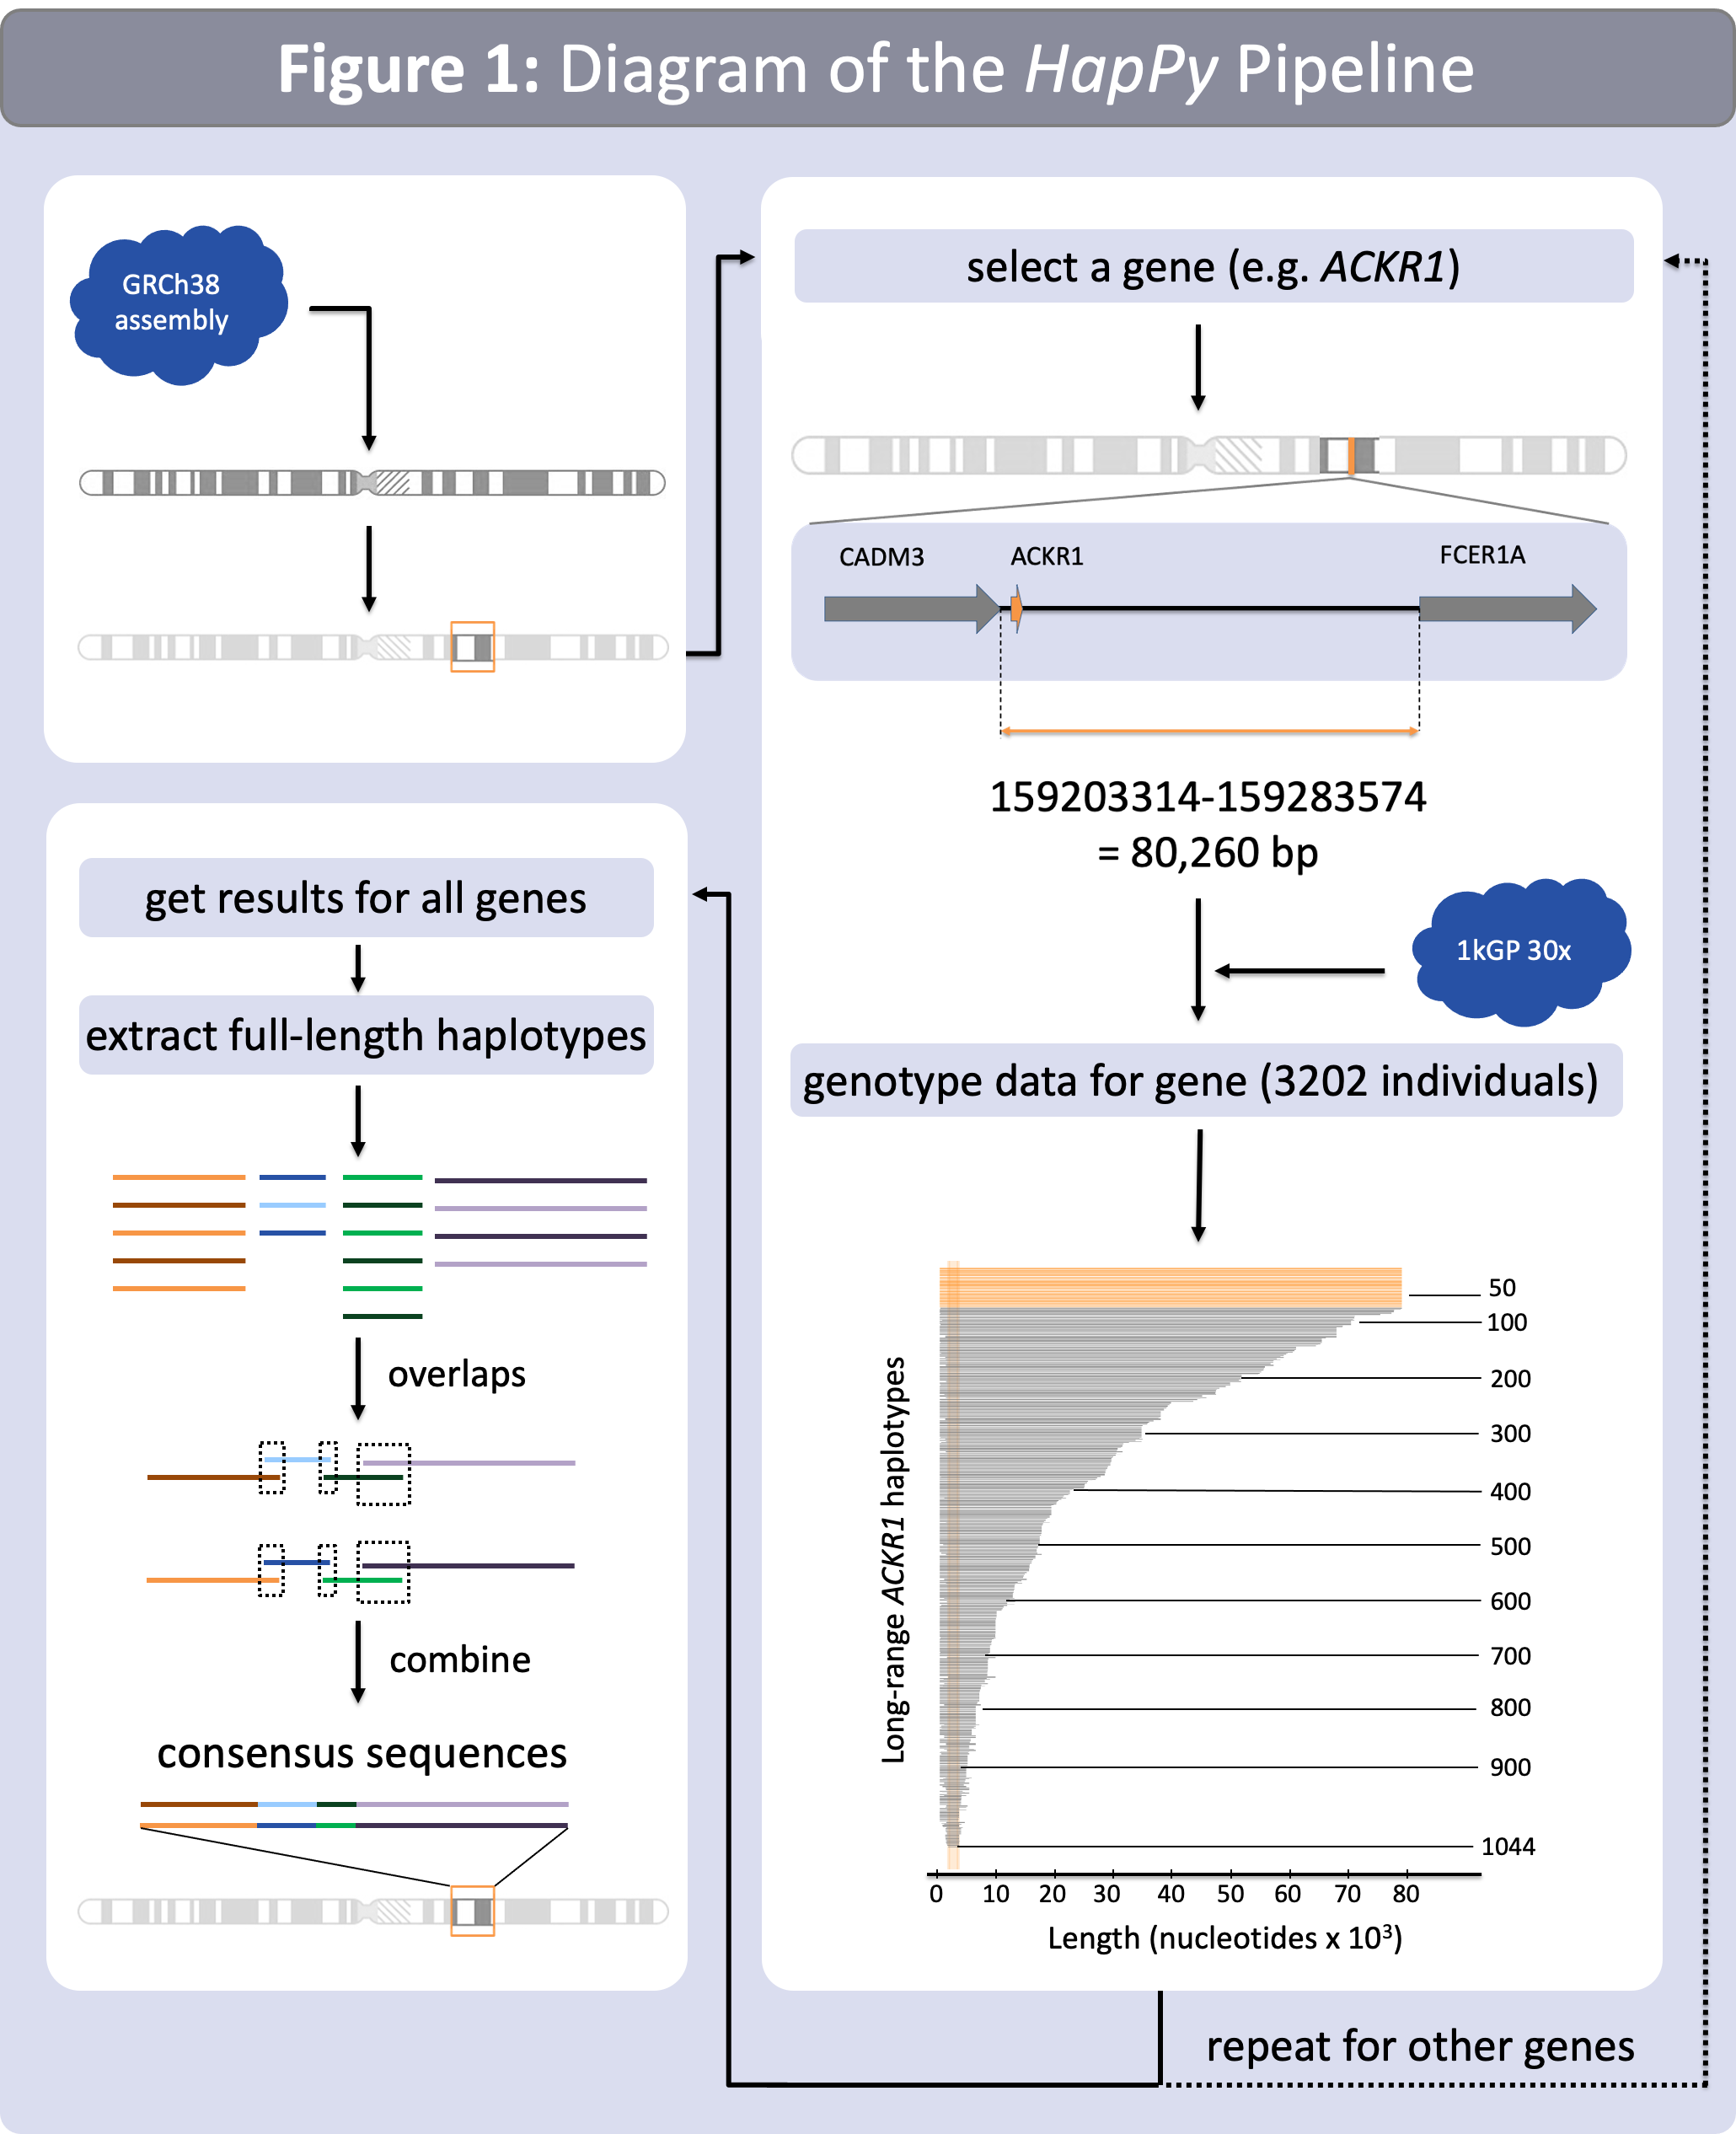 Figure 1: Diagram of the HapPy Pipeline
GRCh38
assembly
select a gene (e.g. ACKR1)
CADM3
ACKR1
FCER1A
159203314-159283574
= 80,260 bp
1kGP 30x
genotype data for gene (3202 individuals)
Long-range ACKR1 haplotypes
50
100
200
300
400
500
600
700
800
900
1044
0 10 20 30 40 50 60 70 80
Length (nucleotides x 10³)
repeat for other genes
get results for all genes
extract full-length haplotypes
overlaps
combine
consensus sequences